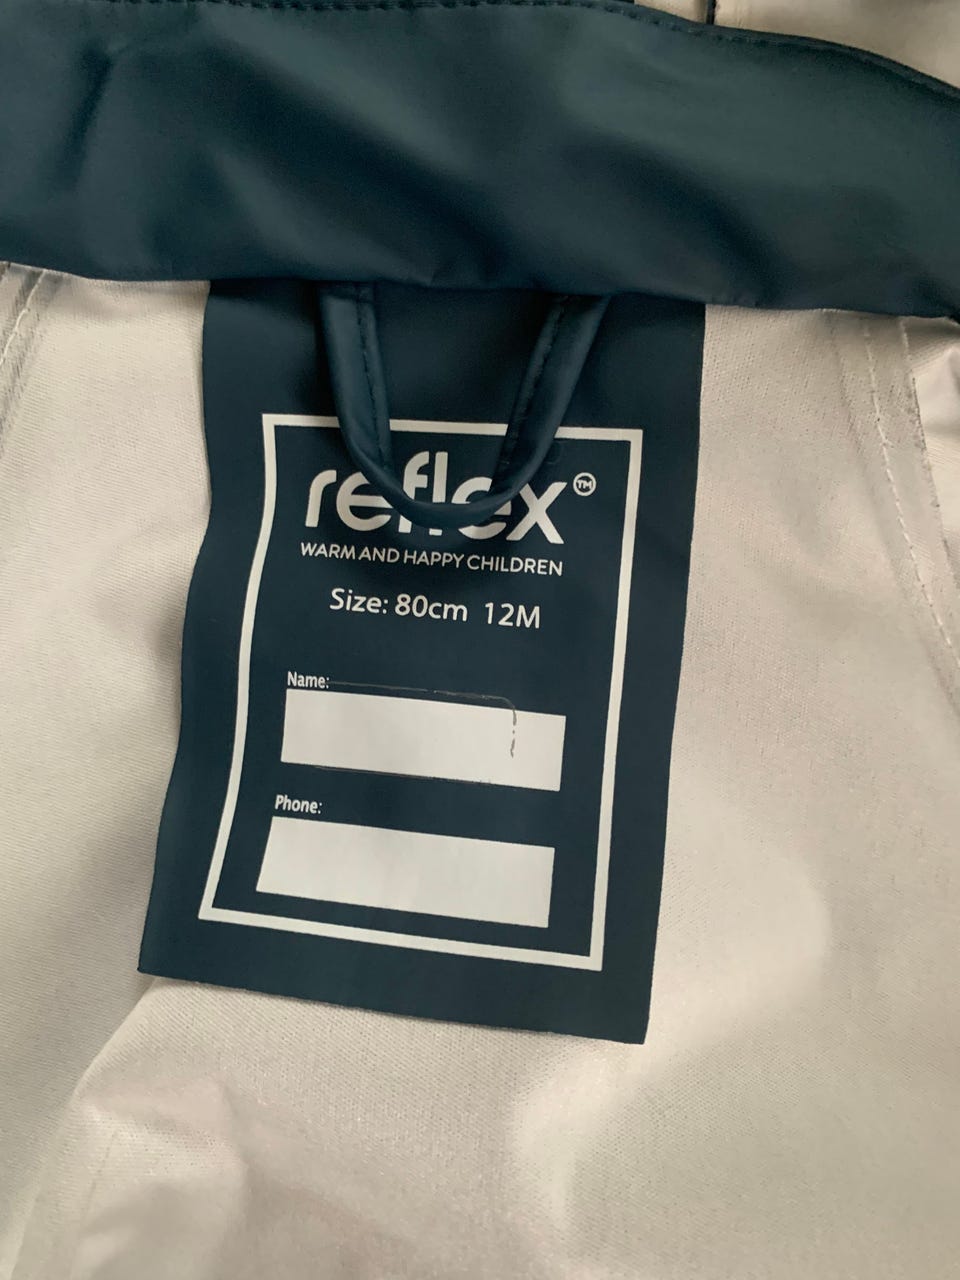 reflex™
WARM AND HAPPY CHILDREN
Size: 80cm 12M
Name:
Phone: